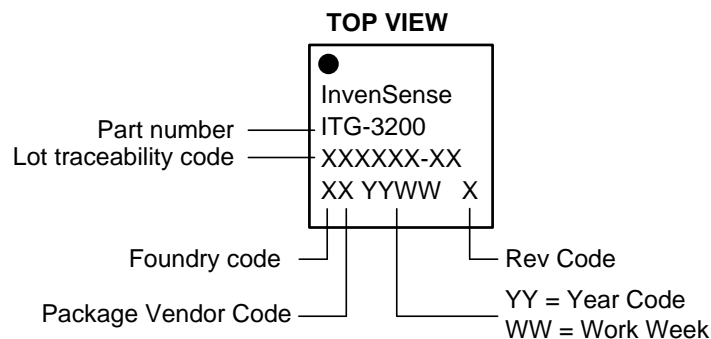 TOP VIEW
InvenSense
Part number
ITG-3200
Lot traceability code
XXXXXX-XX
XX YYWW X
Foundry code
Rev Code
Package Vendor Code
YY = Year Code
WW = Work Week